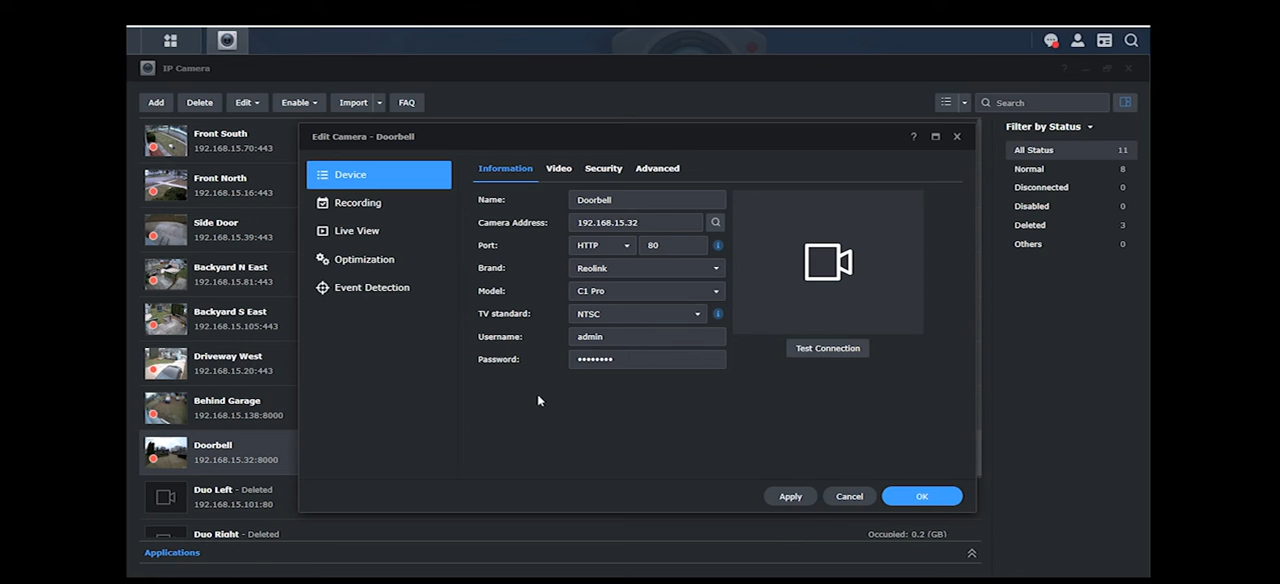 IP Camera
?
Add Delete Edit Enable Import FAQ Search
Front South
192.168.15.70:443
Front North
192.168.15.16:443
Side Door
192.168.15.39:443
Backyard N East
192.168.15.81:443
Backyard S East
192.168.15.105:443
Driveway West
192.168.15.20:443
Behind Garage
192.168.15.138:8000
Doorbell
192.168.15.32:8000
Duo Left - Deleted
192.168.15.101:80
Duo Right - Deleted
Occupied: 0.2 (GB)
Edit Camera - Doorbell ?
Device
Recording
Live View
Optimization
Event Detection
Information Video Security Advanced
Name: Doorbell
Camera Address: 192.168.15.32
Port: HTTP 80
Brand: Reolink
Model: C1 Pro
TV standard: NTSC
Username: admin
Password: ••••••••
Test Connection
Apply Cancel OK
Filter by Status
All Status 11
Normal 8
Disconnected 0
Disabled 0
Deleted 3
Others 0
Applications